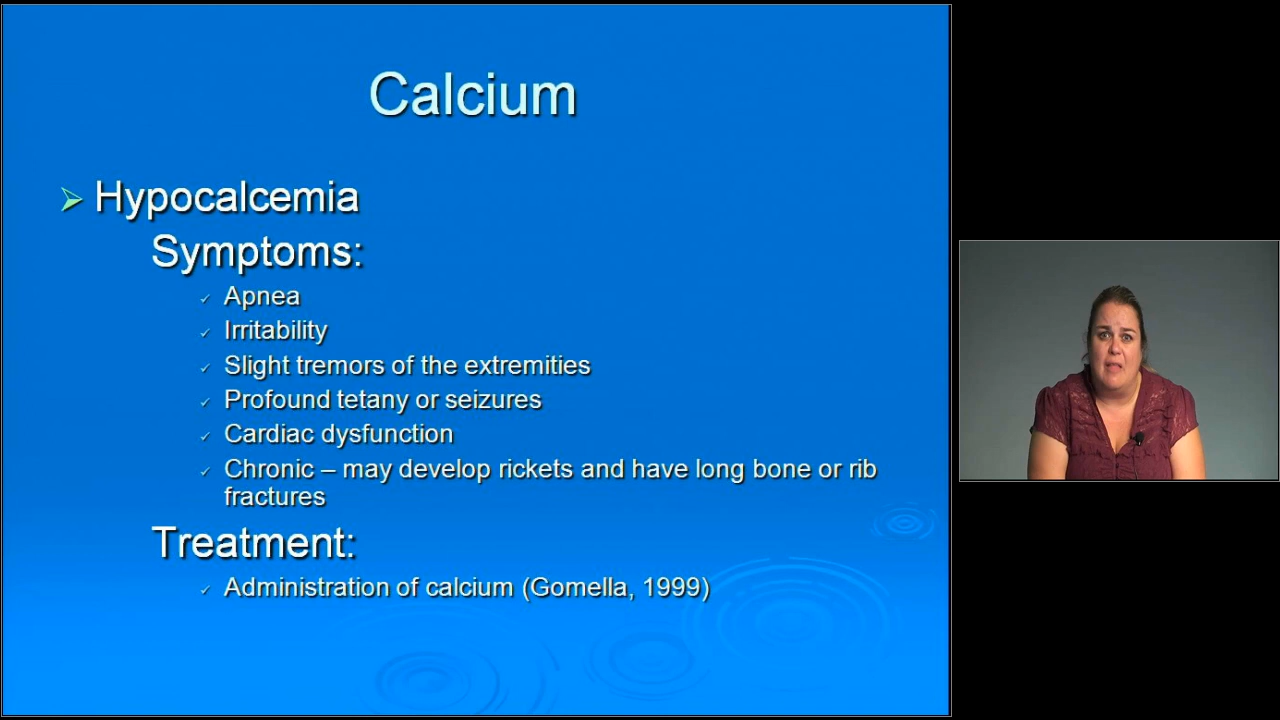 Calcium
Hypocalcemia
Symptoms:
Apnea
Irritability
Slight tremors of the extremities
Profound tetany or seizures
Cardiac dysfunction
Chronic – may develop rickets and have long bone or rib
fractures
Treatment:
Administration of calcium (Gomella, 1999)